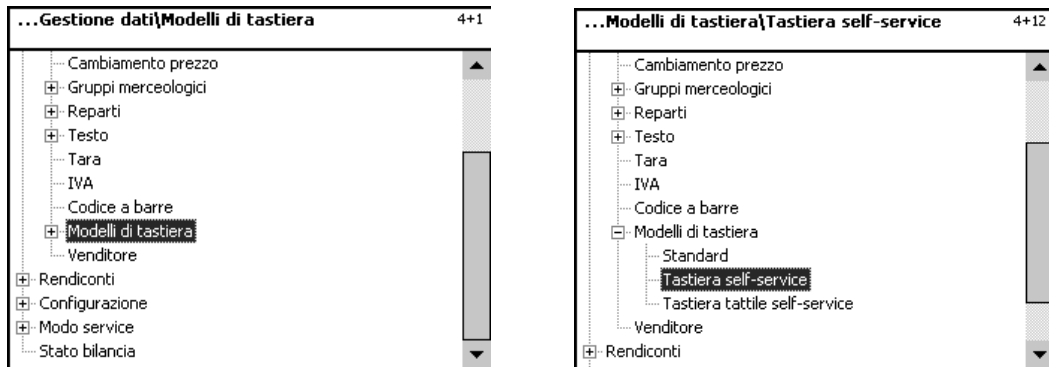 ...Gestione dati\Modelli di tastiera 4+1
Cambiamento prezzo
Gruppi merceologici
Reparti
Testo
Tara
IVA
Codice a barre
Modelli di tastiera
Venditore
Rendiconti
Configurazione
Modo service
Stato bilancia
...Modelli di tastiera\Tastiera self-service 4+12
Cambiamento prezzo
Gruppi merceologici
Reparti
Testo
Tara
IVA
Codice a barre
Modelli di tastiera
Standard
Tastiera self-service
Tastiera tattile self-service
Venditore
Rendiconti